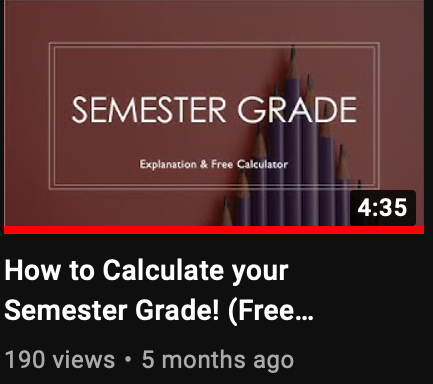 SEMESTER GRADE
Explanation & Free Calculator
4:35
How to Calculate your
Semester Grade! (Free...
190 views • 5 months ago